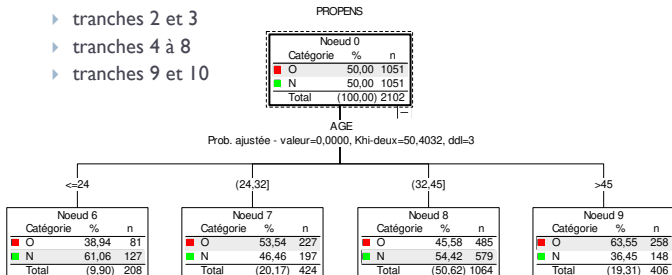 tranches 2 et 3
tranches 4 à 8
tranches 9 et 10
PROPENS
Noeud 0
Catégorie % n
O 50,00 1051
N 50,00 1051
Total (100,00) 2102
AGE
Prob. ajustée - valeur=0,0000, Khi-deux=50,4032, ddl=3
<=24
(24,32]
(32,45]
>45
Noeud 6
Catégorie % n
O 38,94 81
N 61,06 127
Total (9,90) 208
Noeud 7
Catégorie % n
O 53,54 227
N 46,46 197
Total (20,17) 424
Noeud 8
Catégorie % n
O 45,58 485
N 54,42 579
Total (50,62) 1064
Noeud 9
Catégorie % n
O 63,55 258
N 36,45 148
Total (19,31) 406